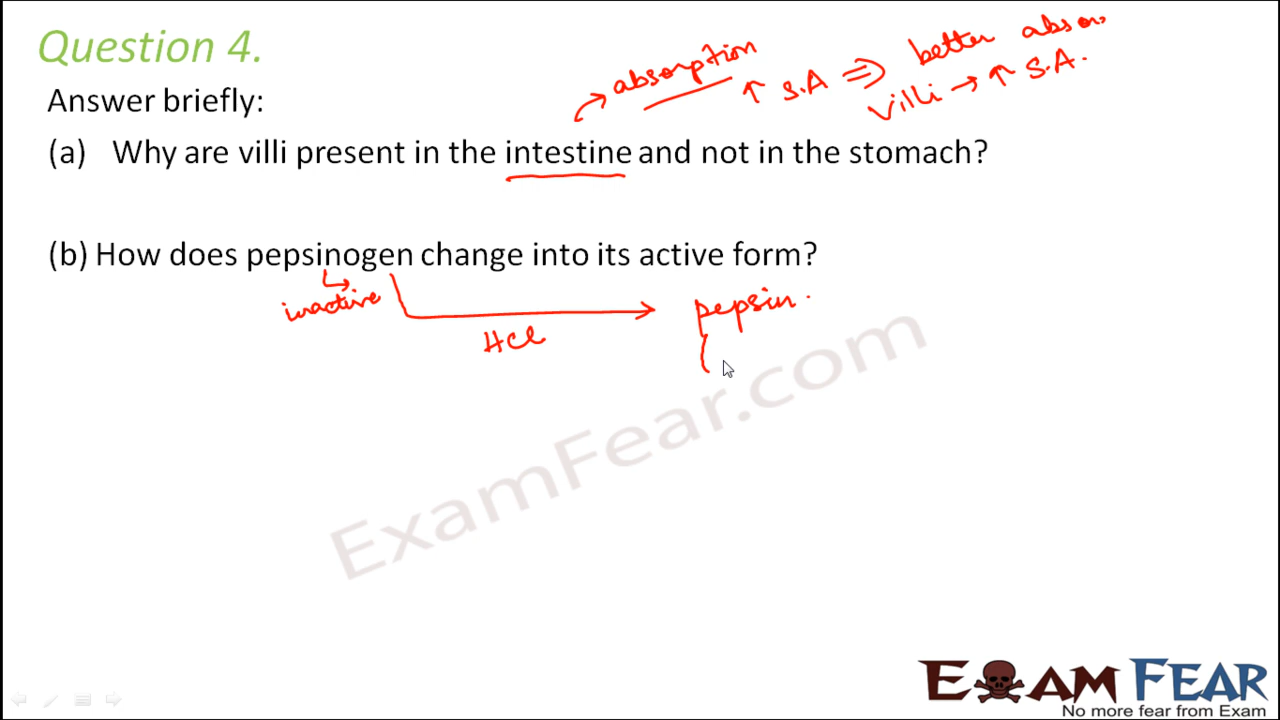 Question 4.
absorption ↑ S.A ⇒ better absor.
villi → ↑ S.A.
Answer briefly:
(a) Why are villi present in the intestine and not in the stomach?
(b) How does pepsinogen change into its active form?
inactive
HCl
pepsin.
ExamFear.com
EXAM FEAR
No more fear from Exam